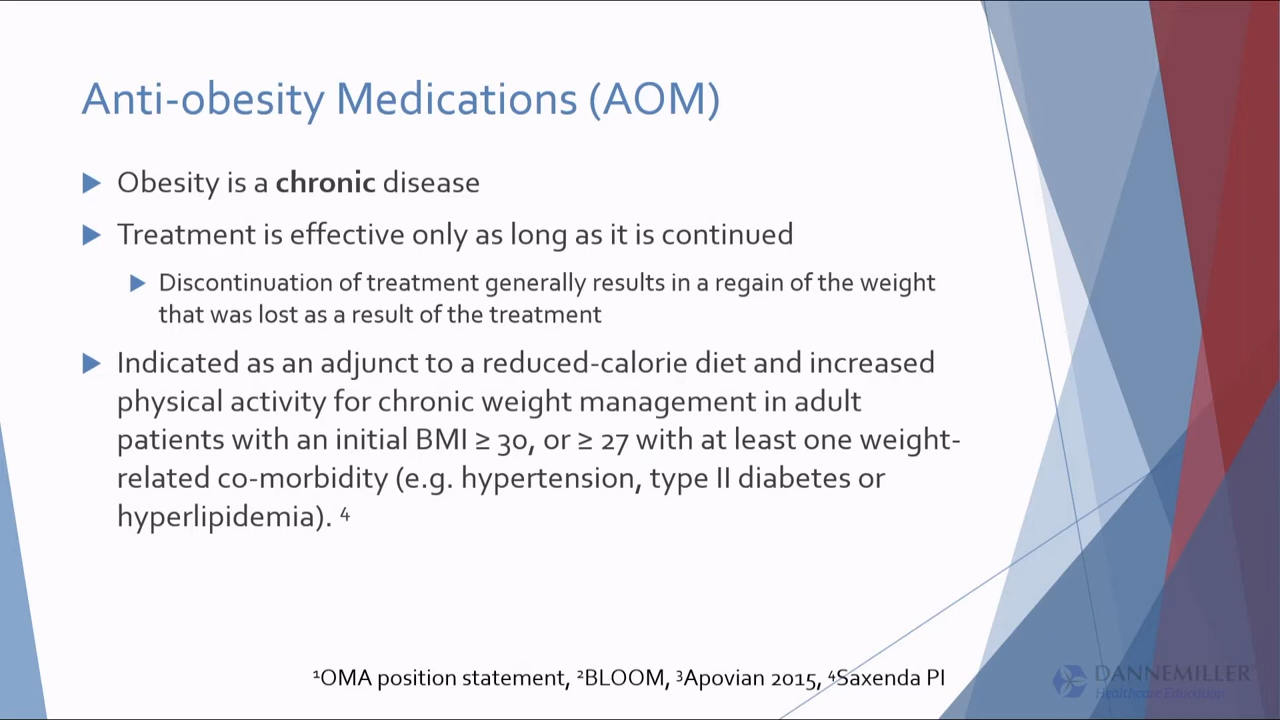 Anti-obesity Medications (AOM)
Obesity is a chronic disease
Treatment is effective only as long as it is continued
Discontinuation of treatment generally results in a regain of the weight
that was lost as a result of the treatment
Indicated as an adjunct to a reduced-calorie diet and increased
physical activity for chronic weight management in adult
patients with an initial BMI ≥ 30, or ≥ 27 with at least one weight-
related co-morbidity (e.g. hypertension, type II diabetes or
hyperlipidemia). ⁴
¹OMA position statement, ²BLOOM, ³Apovian 2015, ⁴Saxenda PI
DANNEMILLER
Healthcare Education